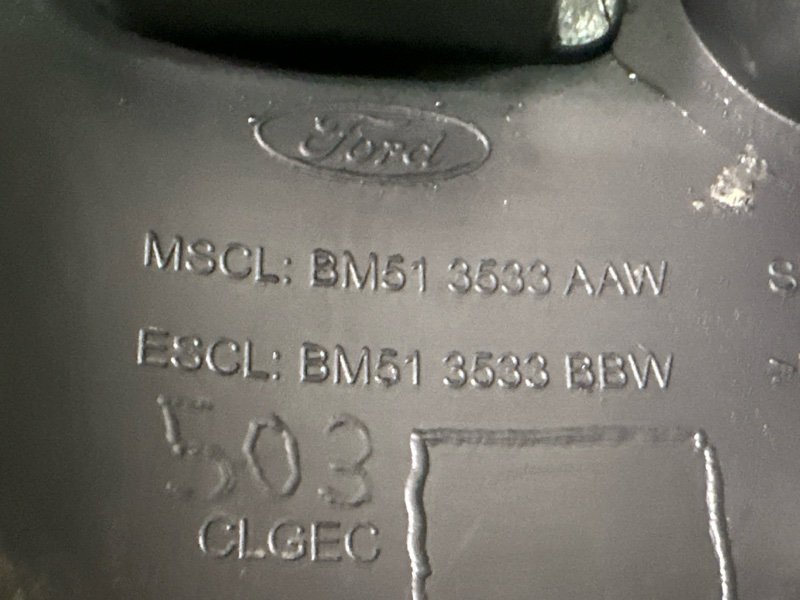 Ford
MSCL: BM51 3533 AAW
ESCL: BM51 3533 BBW
503
CLGEC